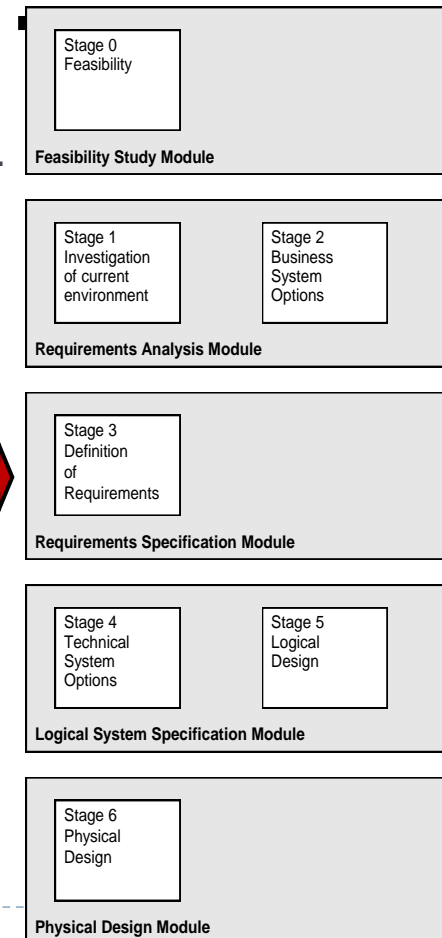 Stage 0
Feasibility
Feasibility Study Module
Stage 1
Investigation
of current
environment
Stage 2
Business
System
Options
Requirements Analysis Module
Stage 3
Definition
of
Requirements
Requirements Specification Module
Stage 4
Technical
System
Options
Stage 5
Logical
Design
Logical System Specification Module
Stage 6
Physical
Design
Physical Design Module